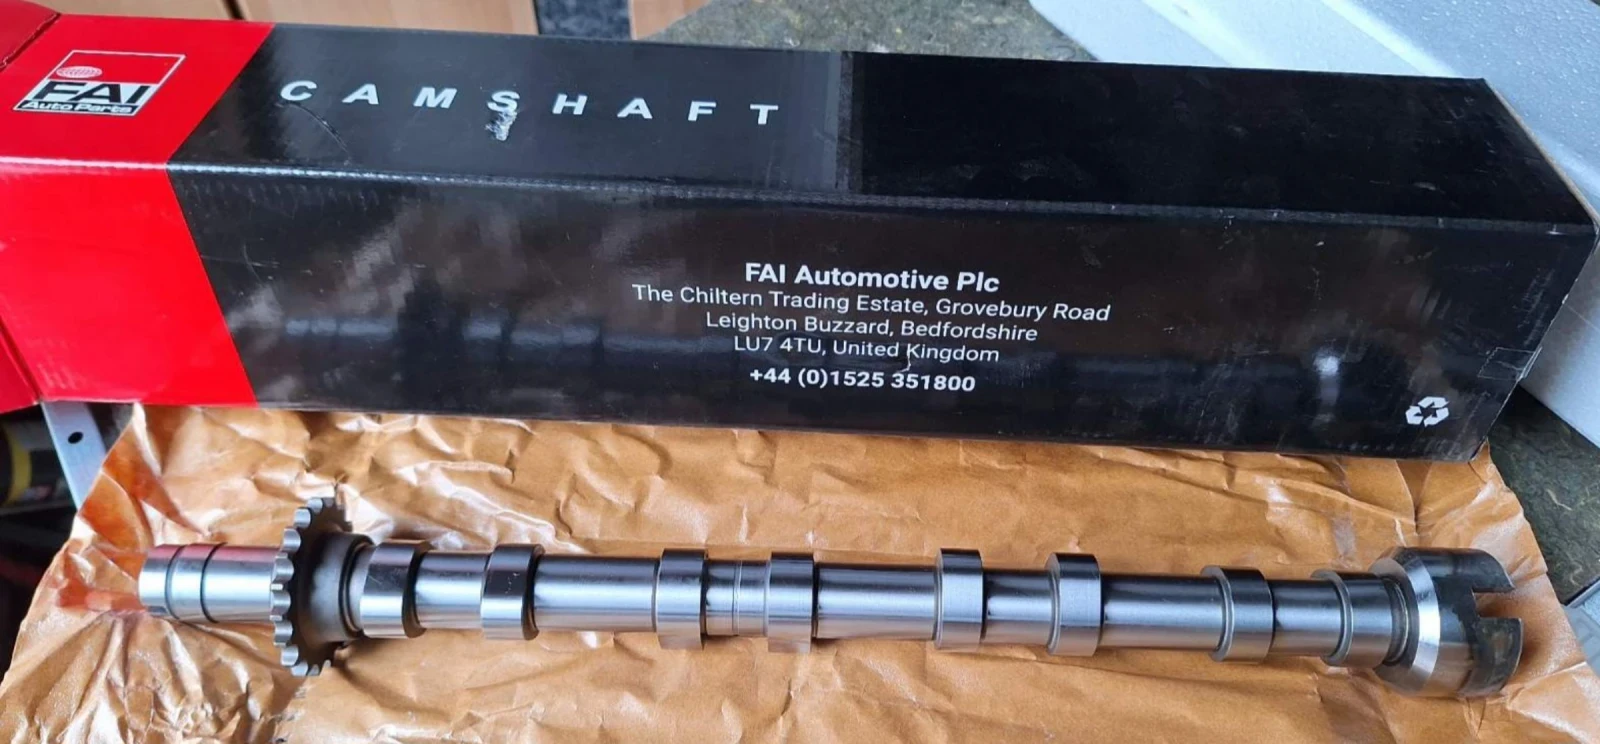 FAI
Auto Parts
CAMSHAFT
FAI Automotive Plc
The Chiltern Trading Estate, Grovebury Road
Leighton Buzzard, Bedfordshire
LU7 4TU, United Kingdom
+44 (0)1525 351800